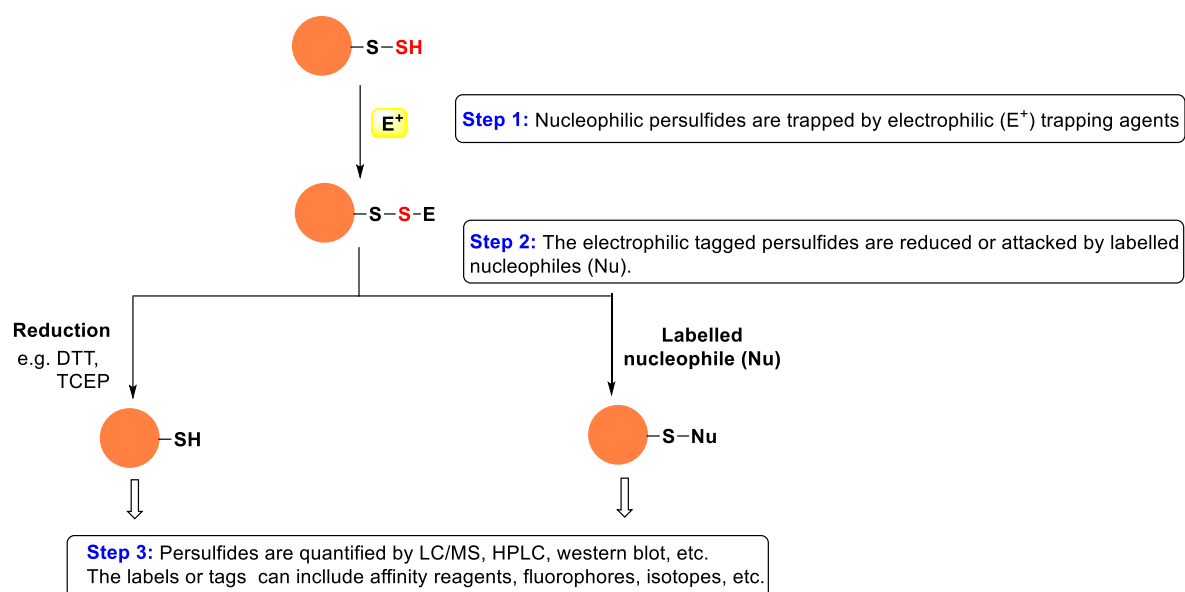 S–SH
E⁺
Step 1: Nucleophilic persulfides are trapped by electrophilic (E⁺) trapping agents
S–S–E
Step 2: The electrophilic tagged persulfides are reduced or attacked by labelled
nucleophiles (Nu).
Reduction
e.g. DTT,
TCEP
Labelled
nucleophile (Nu)
SH
S–Nu
Step 3: Persulfides are quantified by LC/MS, HPLC, western blot, etc.
The labels or tags can include affinity reagents, fluorophores, isotopes, etc.